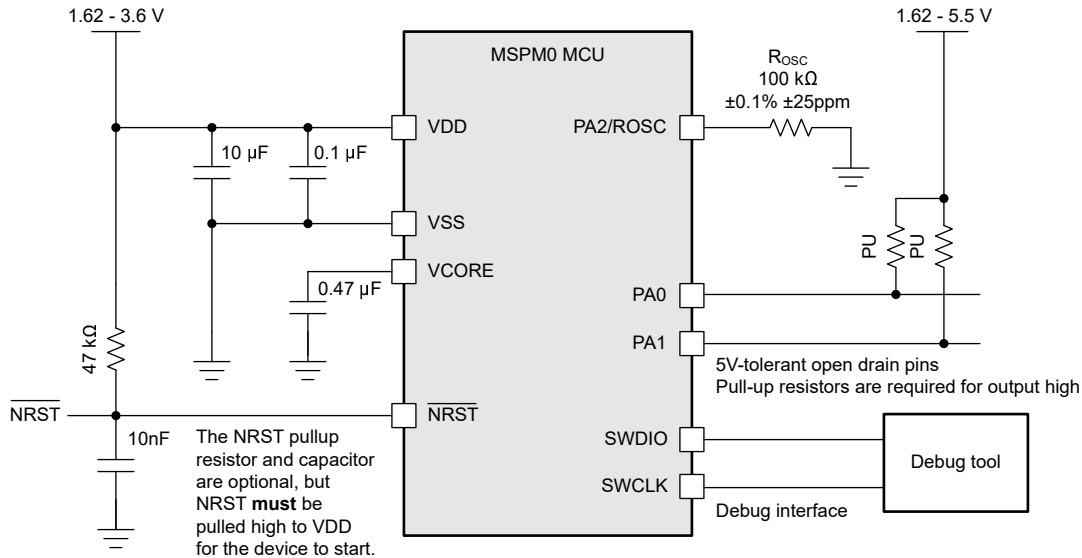 1.62 - 3.6 V
1.62 - 5.5 V
MSPM0 MCU
R_OSC
100 kΩ
±0.1% ±25ppm
VDD
PA2/ROSC
10 µF
0.1 µF
VSS
VCORE
0.47 µF
PU
PU
PA0
PA1
47 kΩ
5V-tolerant open drain pins
Pull-up resistors are required for output high
NRST
NRST
10nF
The NRST pullup
resistor and capacitor
are optional, but
NRST must be
pulled high to VDD
for the device to start.
SWDIO
SWCLK
Debug tool
Debug interface